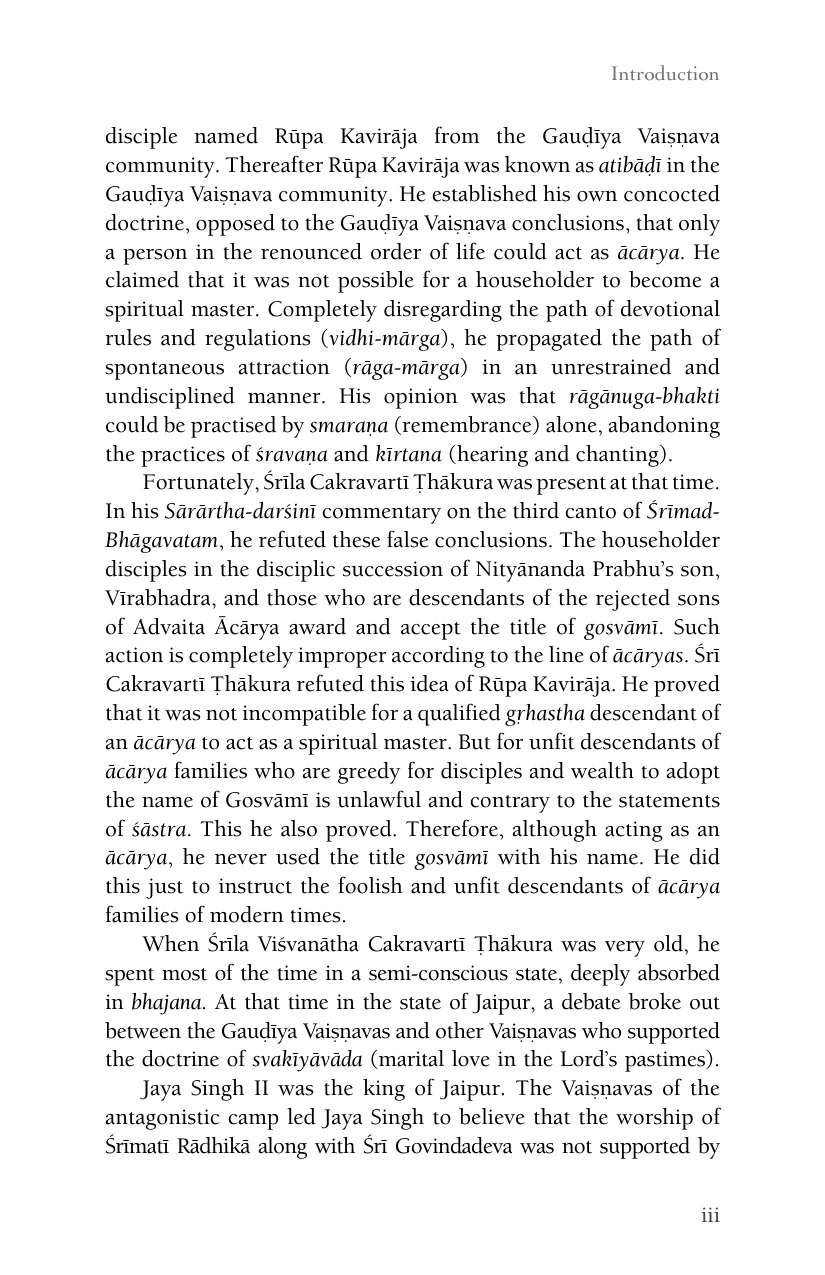 Introduction
disciple named Rūpa Kavirāja from the Gauḍīya Vaiṣṇava
community. Thereafter Rūpa Kavirāja was known as atibāḍī in the
Gauḍīya Vaiṣṇava community. He established his own concocted
doctrine, opposed to the Gauḍīya Vaiṣṇava conclusions, that only
a person in the renounced order of life could act as ācārya. He
claimed that it was not possible for a householder to become a
spiritual master. Completely disregarding the path of devotional
rules and regulations (vidhi-mārga), he propagated the path of
spontaneous attraction (rāga-mārga) in an unrestrained and
undisciplined manner. His opinion was that rāgānuga-bhakti
could be practised by smaraṇa (remembrance) alone, abandoning
the practices of śravaṇa and kīrtana (hearing and chanting).
Fortunately, Śrīla Cakravartī Ṭhākura was present at that time.
In his Sārārtha-darśinī commentary on the third canto of Śrīmad-
Bhāgavatam, he refuted these false conclusions. The householder
disciples in the disciplic succession of Nityānanda Prabhu’s son,
Vīrabhadra, and those who are descendants of the rejected sons
of Advaita Ācārya award and accept the title of gosvāmī. Such
action is completely improper according to the line of ācāryas. Śrī
Cakravartī Ṭhākura refuted this idea of Rūpa Kavirāja. He proved
that it was not incompatible for a qualified gṛhastha descendant of
an ācārya to act as a spiritual master. But for unfit descendants of
ācārya families who are greedy for disciples and wealth to adopt
the name of Gosvāmī is unlawful and contrary to the statements
of śāstra. This he also proved. Therefore, although acting as an
ācārya, he never used the title gosvāmī with his name. He did
this just to instruct the foolish and unfit descendants of ācārya
families of modern times.
When Śrīla Viśvanātha Cakravartī Ṭhākura was very old, he
spent most of the time in a semi-conscious state, deeply absorbed
in bhajana. At that time in the state of Jaipur, a debate broke out
between the Gauḍīya Vaiṣṇavas and other Vaiṣṇavas who supported
the doctrine of svakīyāvāda (marital love in the Lord’s pastimes).
Jaya Singh II was the king of Jaipur. The Vaiṣṇavas of the
antagonistic camp led Jaya Singh to believe that the worship of
Śrīmatī Rādhikā along with Śrī Govindadeva was not supported by
iii